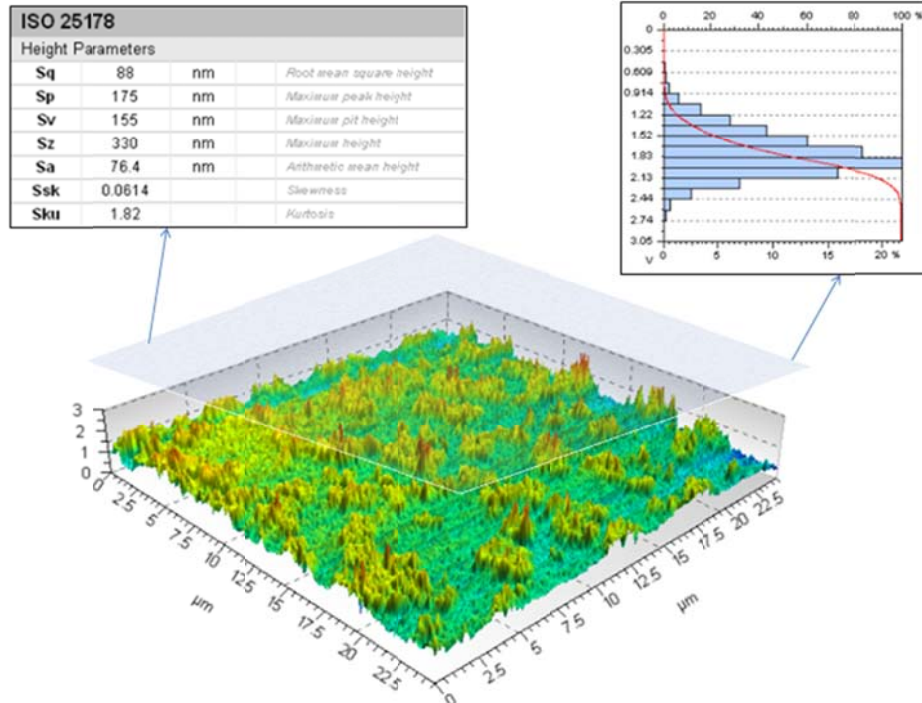 ISO 25178
Height Parameters
Sq 88 nm Root mean square height
Sp 175 nm Maximum peak height
Sv 155 nm Maximum pit height
Sz 330 nm Maximum height
Sa 76.4 nm Arithmetic mean height
Ssk 0.0614 Skewness
Sku 1.82 Kurtosis
0 20 40 60 80 100 %
0
0.305
0.609
0.914
1.22
1.52
1.83
2.13
2.44
2.74
3.05
V
0 5 10 15 20 %
3
2
1
0
0 2.5 5 7.5 10 12.5 15 17.5 20 22.5
µm
2.5 5 7.5 10 12.5 15 17.5 20 22.5
µm